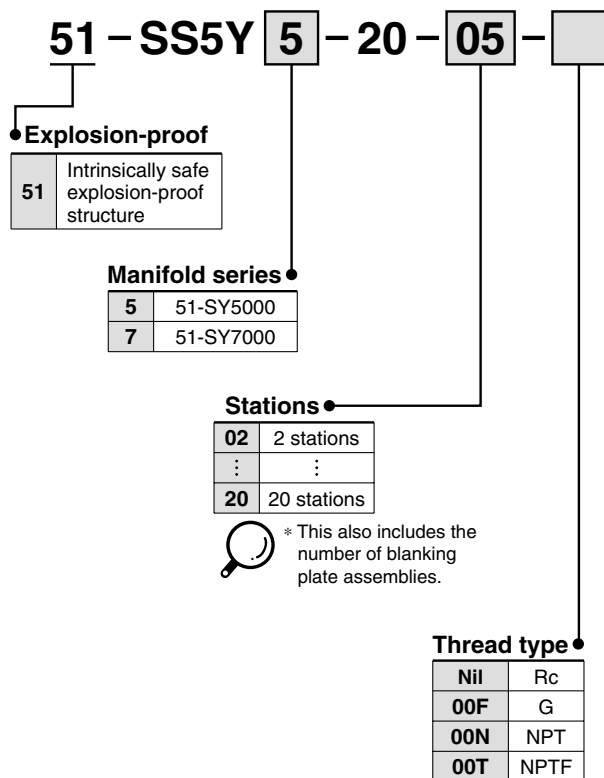 51 – SS5Y 5 – 20 – 05 –
Explosion-proof
51 Intrinsically safe
explosion-proof
structure
Manifold series
5 51-SY5000
7 51-SY7000
Stations
02 2 stations
⋮ ⋮
20 20 stations
* This also includes the
number of blanking
plate assemblies.
Thread type
Nil Rc
00F G
00N NPT
00T NPTF